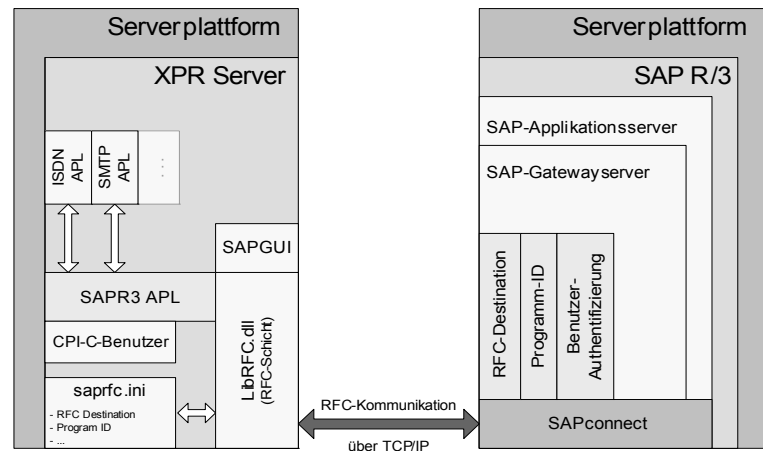 Serverplattform
XPR Server
ISDN
APL
SMTP
APL
. . .
SAPGUI
SAPR3 APL
CPI-C-Benutzer
LibRFC.dll
(RFC-Schicht)
saprfc.ini
- RFC Destination
- Program ID
- ...
RFC-Kommunikation
über TCP/IP
Serverplattform
SAP R/3
SAP-Applikationsserver
SAP-Gatewayserver
RFC-Destination
Programm-ID
Benutzer-
Authentifizierung
SAPconnect